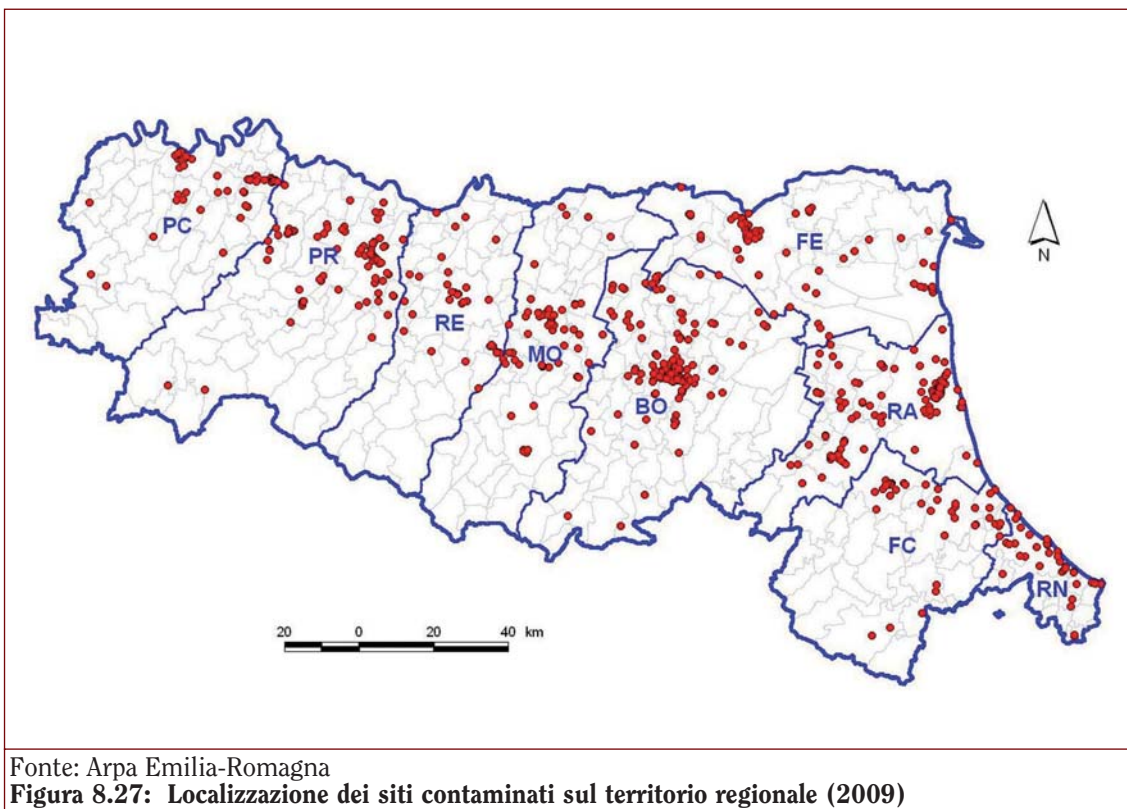 PC
PR
RE
MO
BO
FE
RA
FC
RN
N
20 0 20 40 km
Fonte: Arpa Emilia-Romagna
Figura 8.27: Localizzazione dei siti contaminati sul territorio regionale (2009)